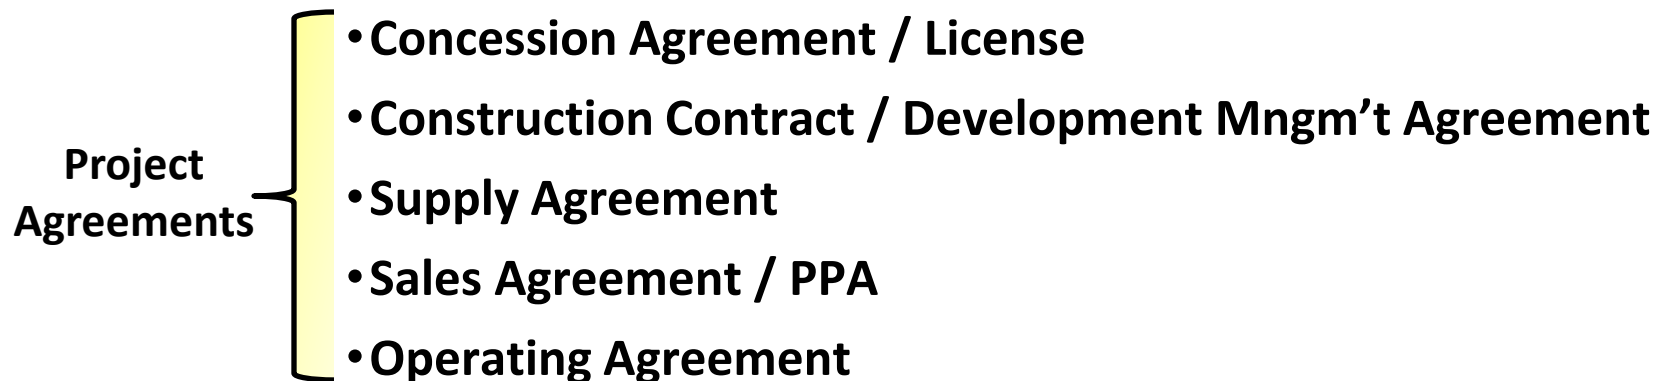 Project
Agreements
•Concession Agreement / License
•Construction Contract / Development Mngm’t Agreement
•Supply Agreement
•Sales Agreement / PPA
•Operating Agreement